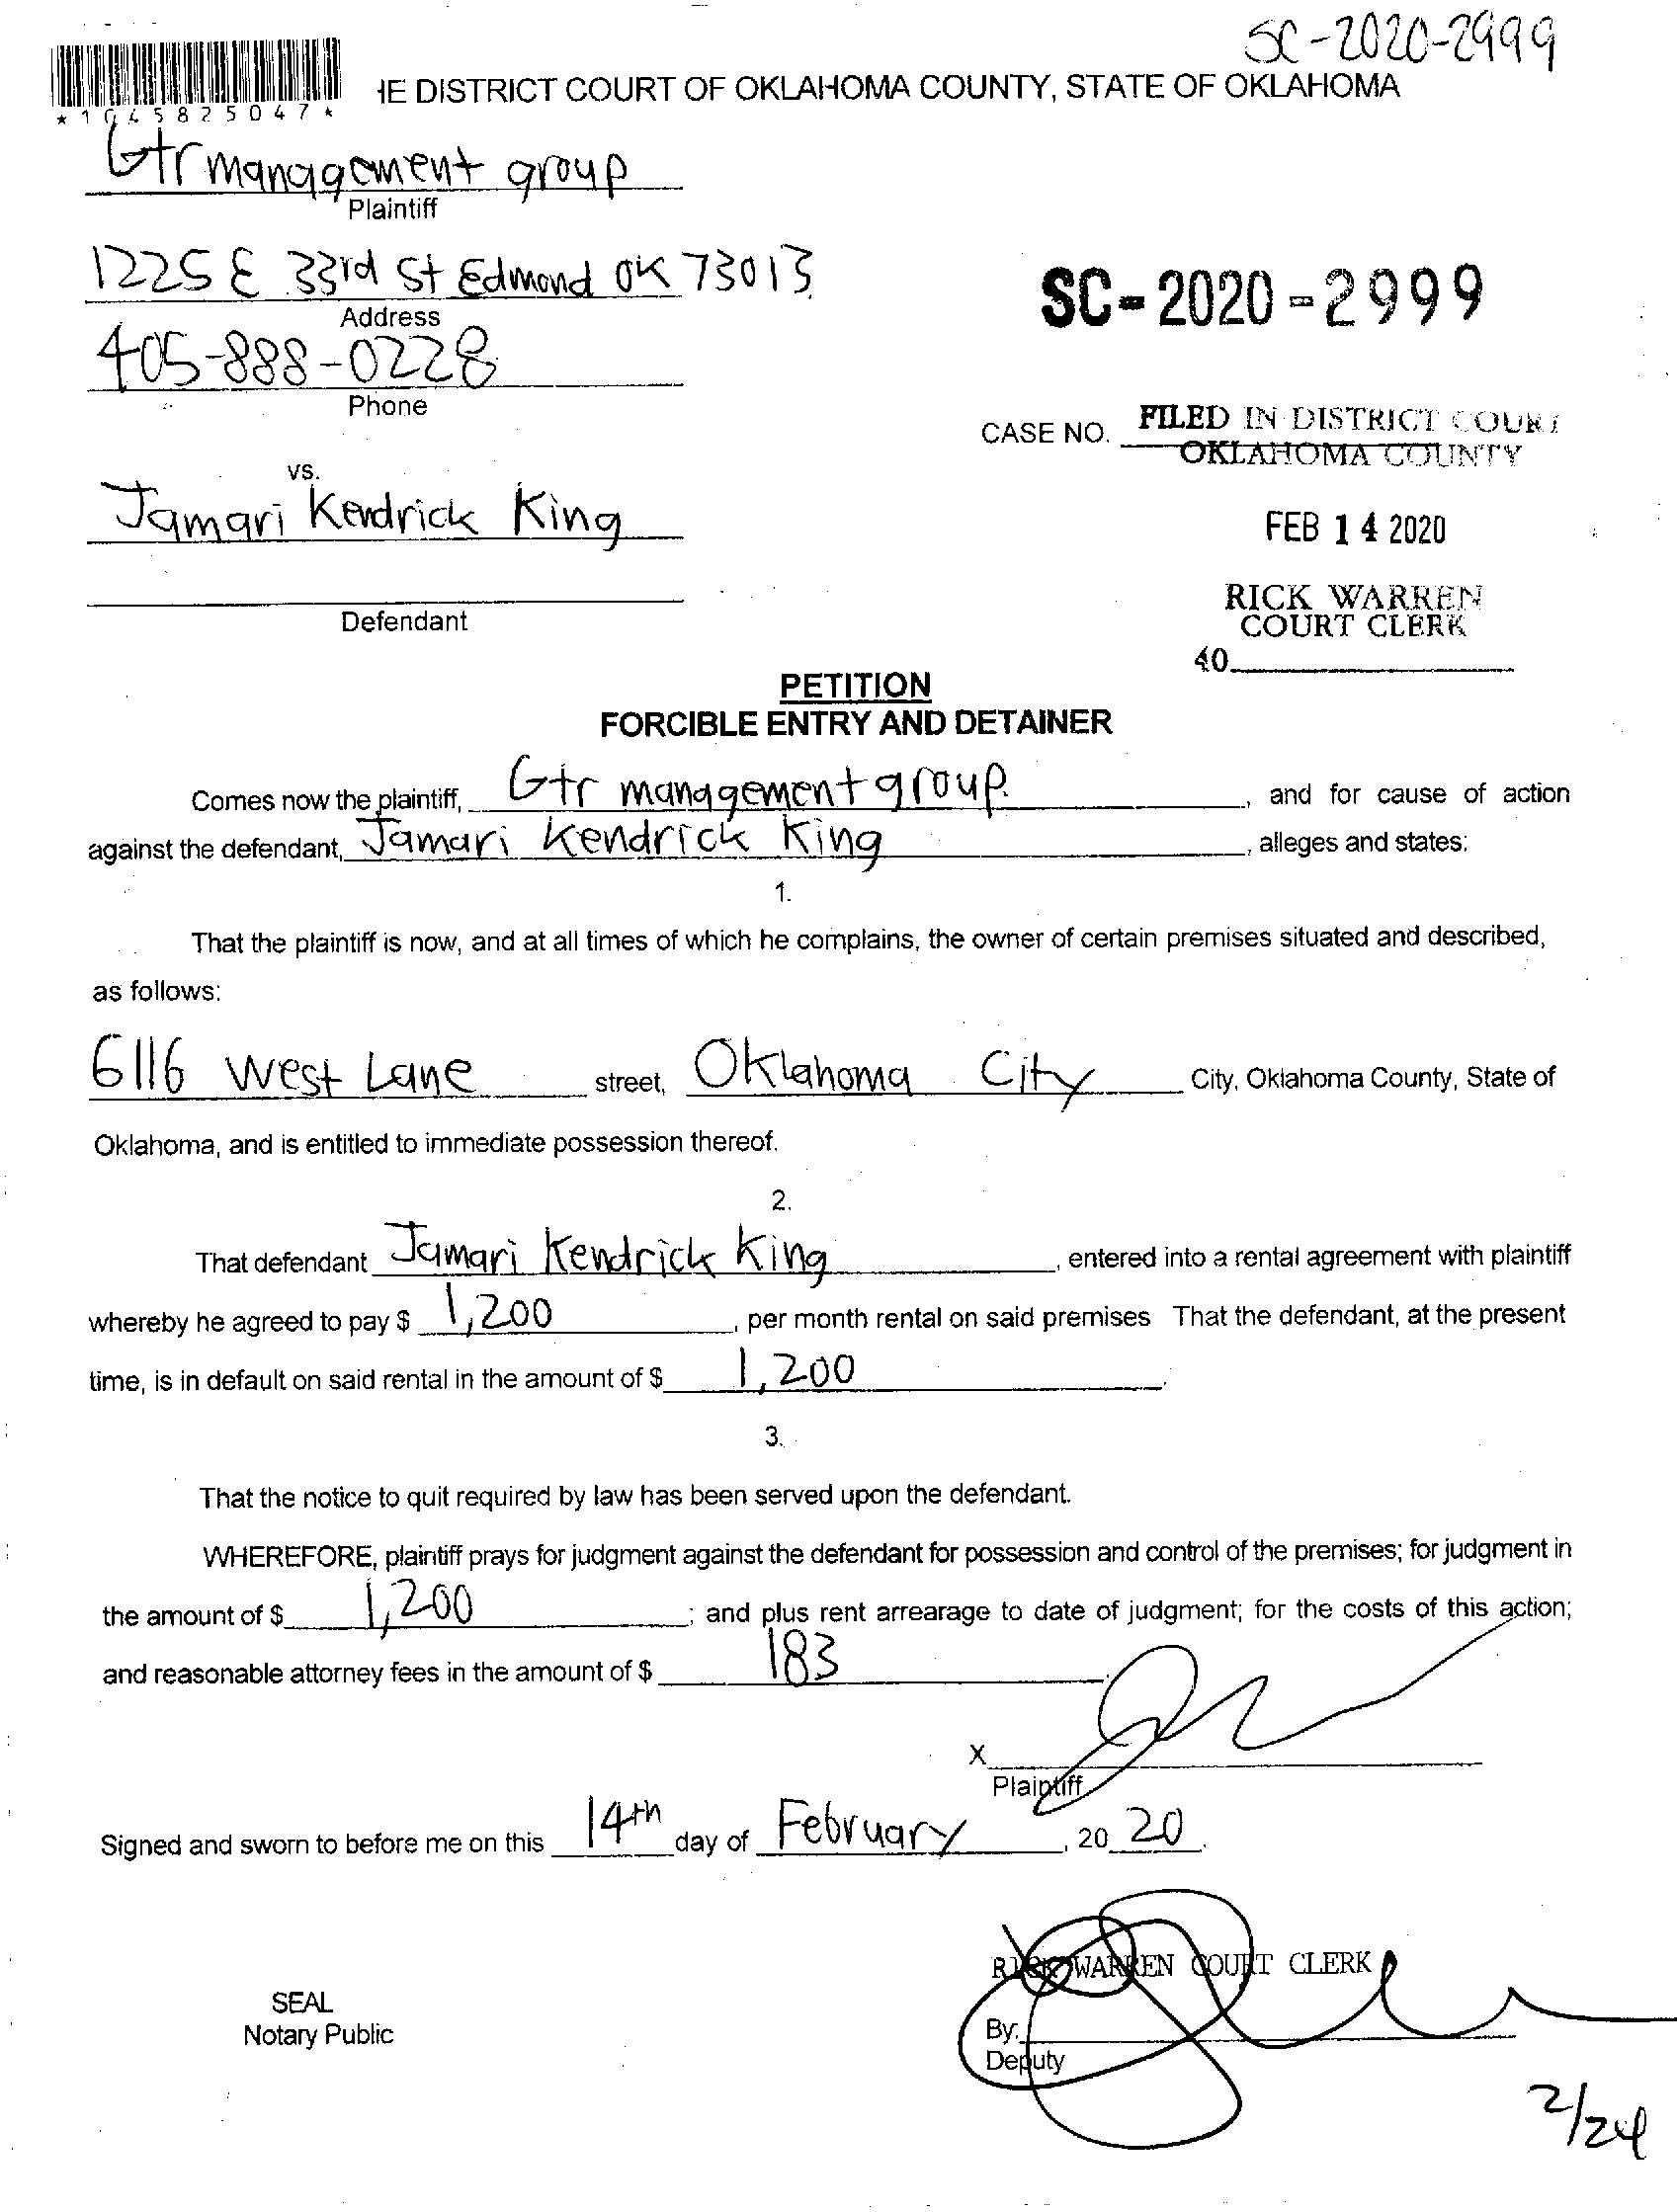 SC-2020-2999
IE DISTRICT COURT OF OKLAHOMA COUNTY, STATE OF OKLAHOMA
*1045825047*
Gtr management group
Plaintiff
1225 E 33rd St Edmond OK 73013
Address
SC-2020-2999
405-888-0228
Phone
CASE NO. FILED IN DISTRICT COURT
OKLAHOMA COUNTY
vs.
Jamari Kendrick King
FEB 14 2020
RICK WARREN
COURT CLERK
Defendant
40
PETITION
FORCIBLE ENTRY AND DETAINER
Comes now the plaintiff, Gtr management group, and for cause of action
against the defendant, Jamari Kendrick King, alleges and states:
1.
That the plaintiff is now, and at all times of which he complains, the owner of certain premises situated and described,
as follows:
6116 West Lane street, Oklahoma City City, Oklahoma County, State of
Oklahoma, and is entitled to immediate possession thereof.
2.
That defendant Jamari Kendrick King, entered into a rental agreement with plaintiff
whereby he agreed to pay $ 1,200, per month rental on said premises That the defendant, at the present
time, is in default on said rental in the amount of $ 1,200.
3.
That the notice to quit required by law has been served upon the defendant.
WHEREFORE, plaintiff prays for judgment against the defendant for possession and control of the premises; for judgment in
the amount of $ 1,200; and plus rent arrearage to date of judgment; for the costs of this action;
and reasonable attorney fees in the amount of $ 183.
X
Plaintiff
Signed and sworn to before me on this 14th day of February, 20 20.
RICK WARREN COURT CLERK
SEAL
Notary Public
By:
Deputy
2/24